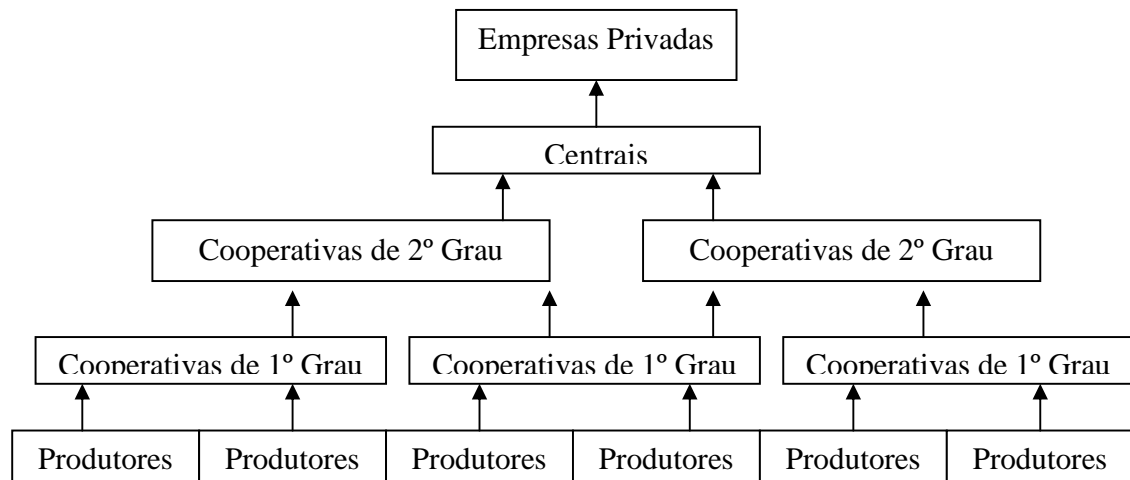 Empresas Privadas
Centrais
Cooperativas de 2º Grau
Cooperativas de 2º Grau
Cooperativas de 1º Grau
Cooperativas de 1º Grau
Cooperativas de 1º Grau
Produtores
Produtores
Produtores
Produtores
Produtores
Produtores